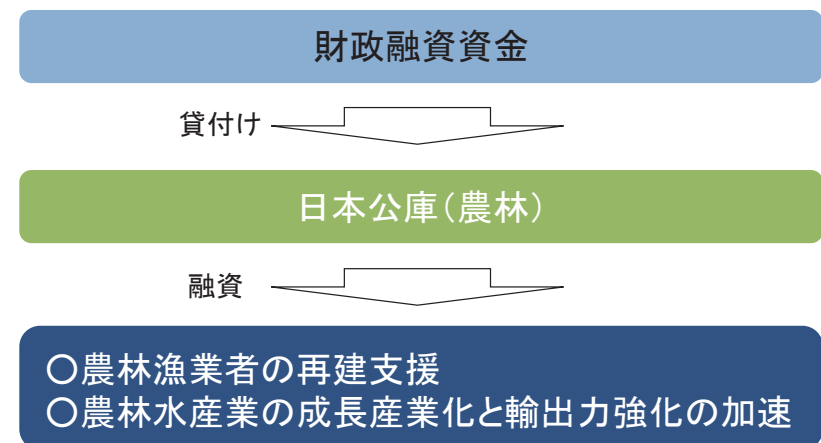 財政融資資金
貸付け
日本公庫（農林）
融資
○農林漁業者の再建支援
○農林水産業の成長産業化と輸出力強化の加速